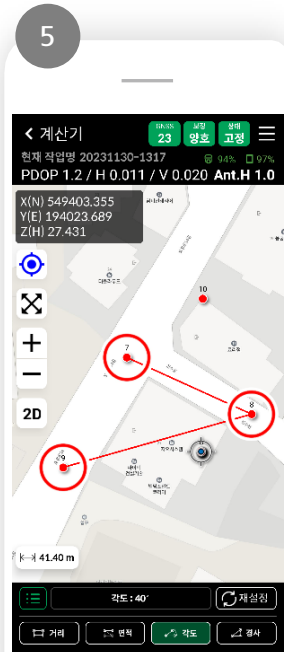 5
계산기
GNSS
23
보정
양호
상태
고정
현재 작업명 20231130-1317
94%
97%
PDOP 1.2 / H 0.011 / V 0.020 Ant.H 1.0
X(N) 549403.355
Y(E) 194023.689
Z(H) 27.431
10
7
8
9
2D
41.40 m
각도 : 40°
재설정
거리
면적
각도
경사